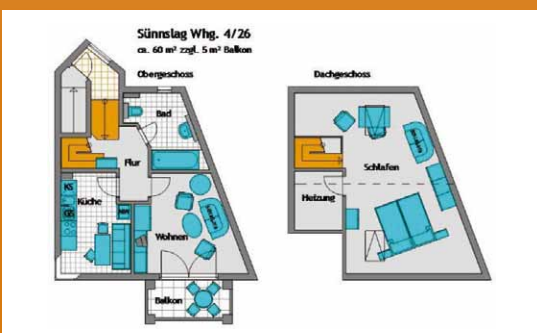 Sünnslag Whg. 4/26
ca. 60 m² zzgl. 5 m² Balkon
Obergeschoss
Dachgeschoss
Bad
Flur
Schlafen
KS
Küche
Heizung
Wohnen
Balkon